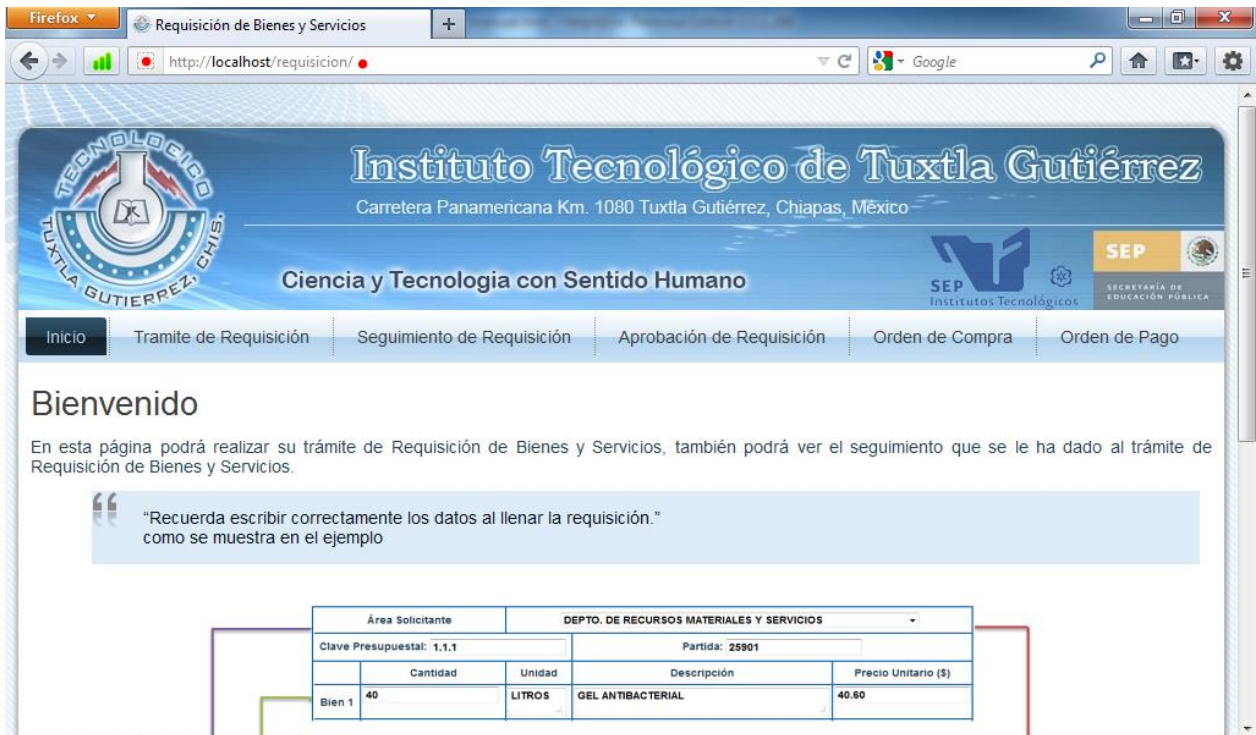 Firefox
Requisición de Bienes y Servicios
http://localhost/requisicion/
Google
TECNOLOGICO
TUXTLA GUTIERREZ, CHIS.
Instituto Tecnológico de Tuxtla Gutiérrez
Carretera Panamericana Km. 1080 Tuxtla Gutiérrez, Chiapas, México
Ciencia y Tecnologia con Sentido Humano
SEP
Institutos Tecnológicos
SEP
SECRETARÍA DE
EDUCACIÓN PÚBLICA
Inicio Tramite de Requisición Seguimiento de Requisición Aprobación de Requisición Orden de Compra Orden de Pago
Bienvenido
En esta página podrá realizar su trámite de Requisición de Bienes y Servicios, también podrá ver el seguimiento que se le ha dado al trámite de
Requisición de Bienes y Servicios.
“Recuerda escribir correctamente los datos al llenar la requisición.”
como se muestra en el ejemplo
Área Solicitante DEPTO. DE RECURSOS MATERIALES Y SERVICIOS
Clave Presupuestal: 1.1.1 Partida: 25901
Cantidad Unidad Descripción Precio Unitario ($)
Bien 1 40 LITROS GEL ANTIBACTERIAL 40.60